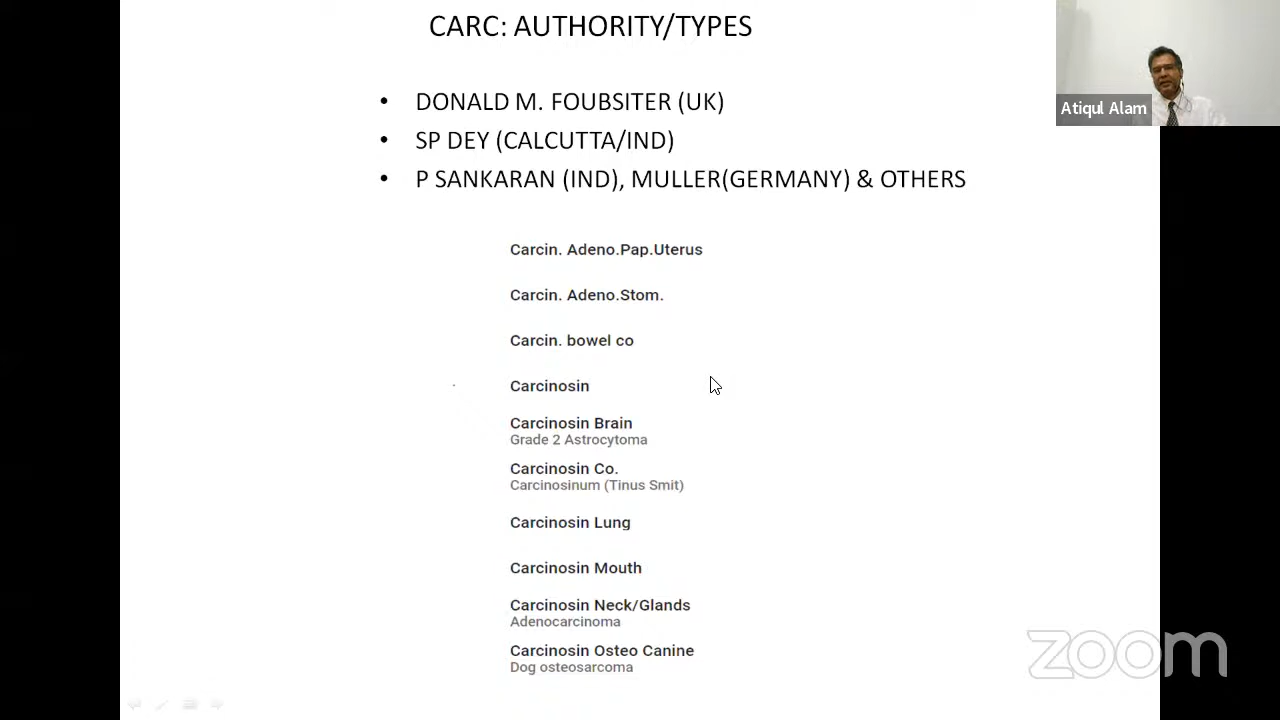 CARC: AUTHORITY/TYPES
Atiqul Alam
• DONALD M. FOUBSITER (UK)
• SP DEY (CALCUTTA/IND)
• P SANKARAN (IND), MULLER(GERMANY) & OTHERS
Carcin. Adeno.Pap.Uterus
Carcin. Adeno.Stom.
Carcin. bowel co
Carcinosin
Carcinosin Brain
Grade 2 Astrocytoma
Carcinosin Co.
Carcinosinum (Tinus Smit)
Carcinosin Lung
Carcinosin Mouth
Carcinosin Neck/Glands
Adenocarcinoma
Carcinosin Osteo Canine
Dog osteosarcoma
zoom